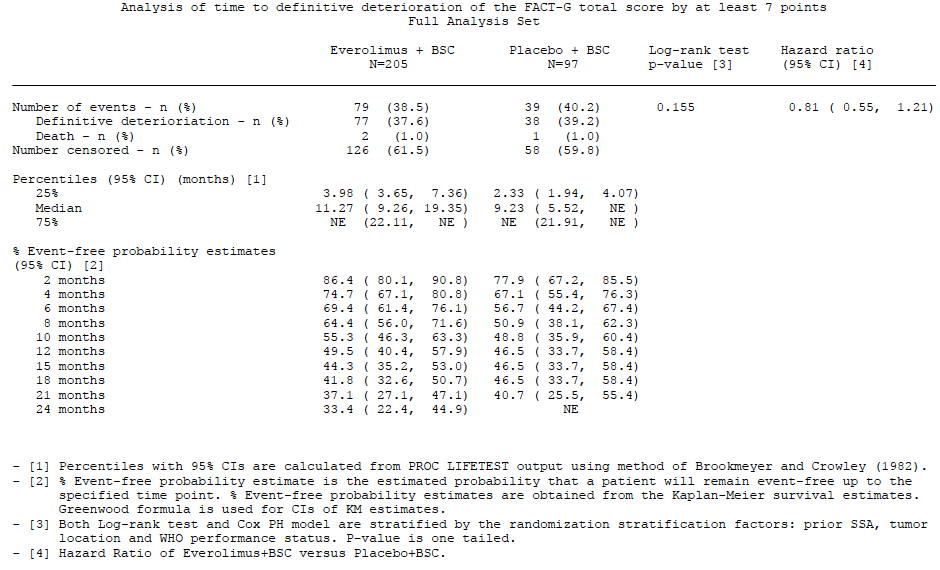 Analysis of time to definitive deterioration of the FACT-G total score by at least 7 points
Full Analysis Set
Everolimus + BSC Placebo + BSC Log-rank test Hazard ratio
N=205 N=97 p-value [3] (95% CI) [4]
Number of events - n (%) 79 (38.5) 39 (40.2) 0.155 0.81 ( 0.55, 1.21)
Definitive deterioriation - n (%) 77 (37.6) 38 (39.2)
Death - n (%) 2 (1.0) 1 (1.0)
Number censored - n (%) 126 (61.5) 58 (59.8)
Percentiles (95% CI) (months) [1]
25% 3.98 ( 3.65, 7.36) 2.33 ( 1.94, 4.07)
Median 11.27 ( 9.26, 19.35) 9.23 ( 5.52, NE )
75% NE (22.11, NE ) NE (21.91, NE )
% Event-free probability estimates
(95% CI) [2]
2 months 86.4 ( 80.1, 90.8) 77.9 ( 67.2, 85.5)
4 months 74.7 ( 67.1, 80.8) 67.1 ( 55.4, 76.3)
6 months 69.4 ( 61.4, 76.1) 56.7 ( 44.2, 67.4)
8 months 64.4 ( 56.0, 71.6) 50.9 ( 38.1, 62.3)
10 months 55.3 ( 46.3, 63.3) 48.8 ( 35.9, 60.4)
12 months 49.5 ( 40.4, 57.9) 46.5 ( 33.7, 58.4)
15 months 44.3 ( 35.2, 53.0) 46.5 ( 33.7, 58.4)
18 months 41.8 ( 32.6, 50.7) 46.5 ( 33.7, 58.4)
21 months 37.1 ( 27.1, 47.1) 40.7 ( 25.5, 55.4)
24 months 33.4 ( 22.4, 44.9) NE
- [1] Percentiles with 95% CIs are calculated from PROC LIFETEST output using method of Brookmeyer and Crowley (1982).
- [2] % Event-free probability estimate is the estimated probability that a patient will remain event-free up to the
specified time point. % Event-free probability estimates are obtained from the Kaplan-Meier survival estimates.
Greenwood formula is used for CIs of KM estimates.
- [3] Both Log-rank test and Cox PH model are stratified by the randomization stratification factors: prior SSA, tumor
location and WHO performance status. P-value is one tailed.
- [4] Hazard Ratio of Everolimus+BSC versus Placebo+BSC.